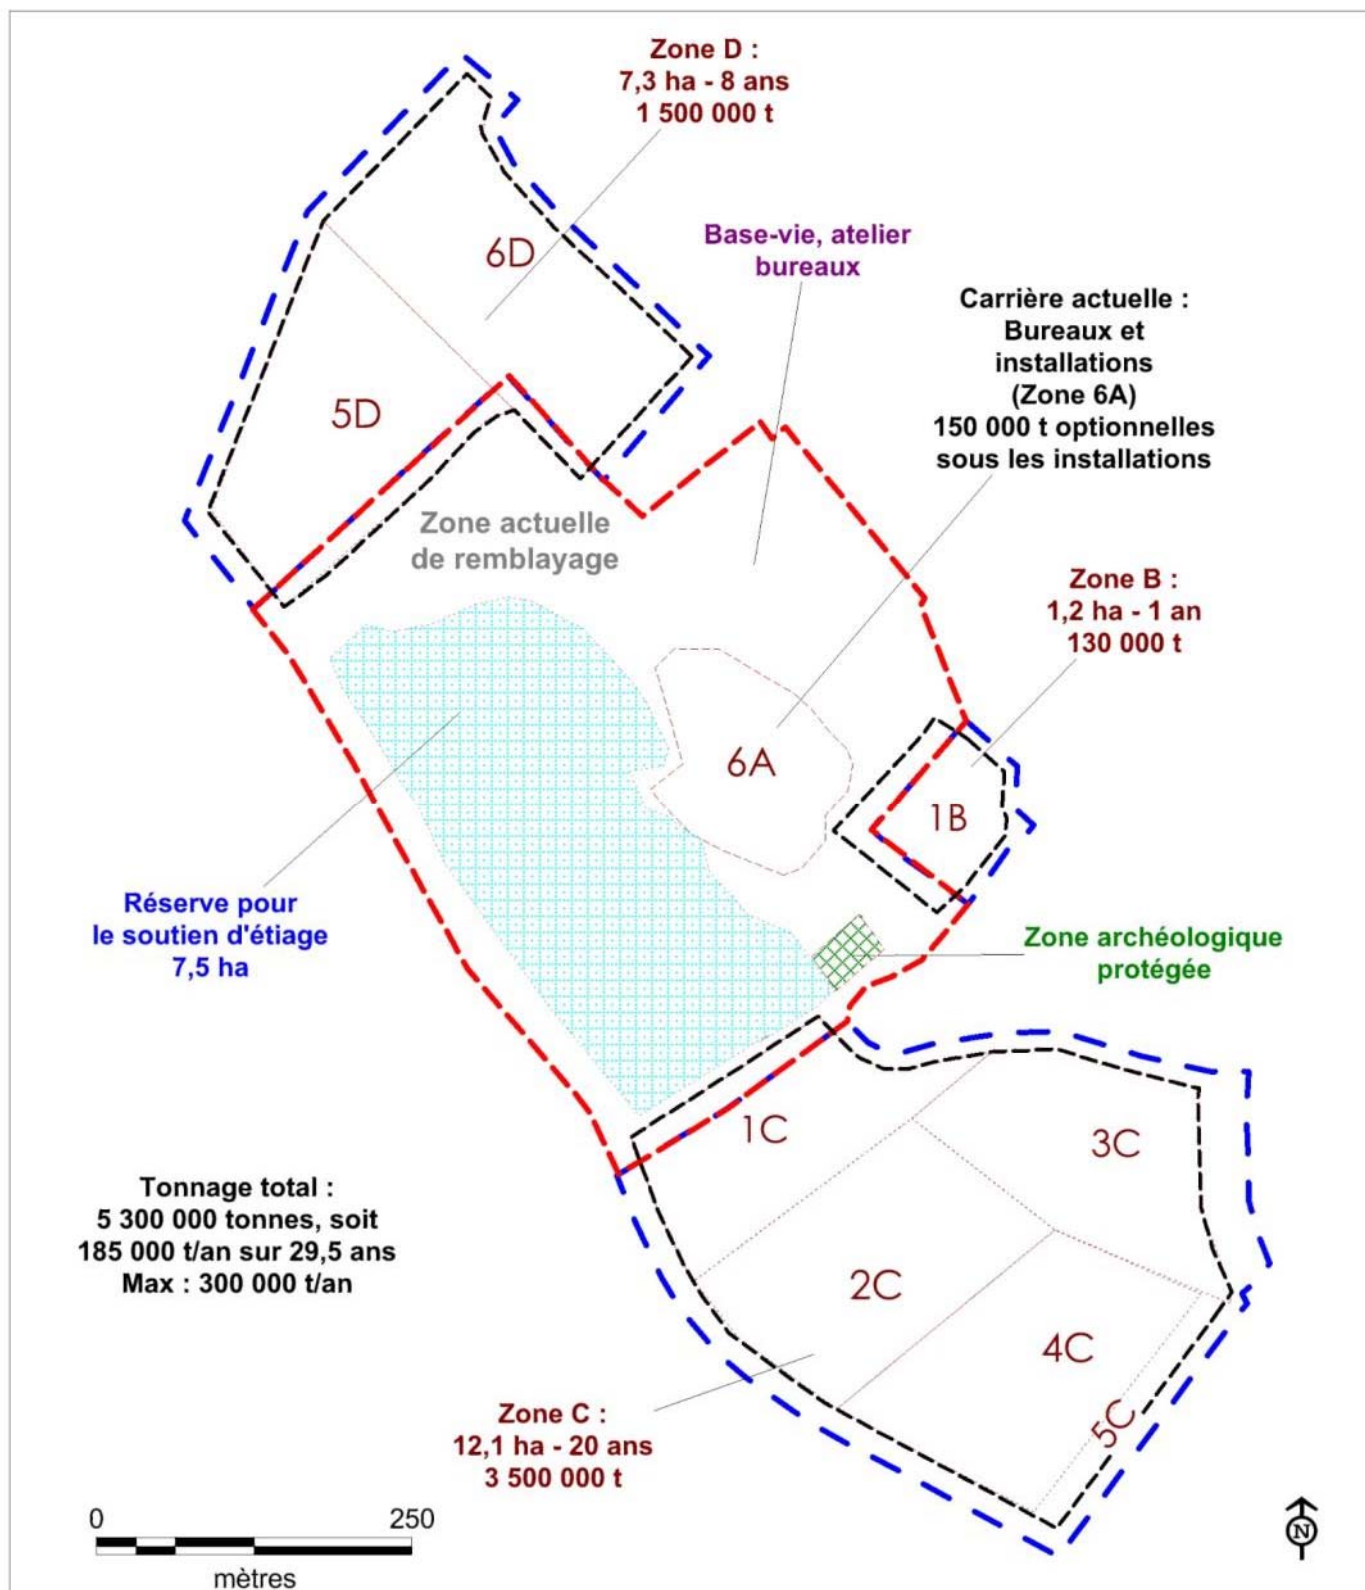 Zone D :
7,3 ha - 8 ans
1 500 000 t
6D
Base-vie, atelier
bureaux
Carrière actuelle :
Bureaux et
installations
(Zone 6A)
150 000 t optionnelles
sous les installations
5D
Zone actuelle
de remblayage
Zone B :
1,2 ha - 1 an
130 000 t
6A
1B
Réserve pour
le soutien d'étiage
7,5 ha
Zone archéologique
protégée
1C
3C
Tonnage total :
5 300 000 tonnes, soit
185 000 t/an sur 29,5 ans
Max : 300 000 t/an
2C
4C
5C
Zone C :
12,1 ha - 20 ans
3 500 000 t
0 250
mètres
N